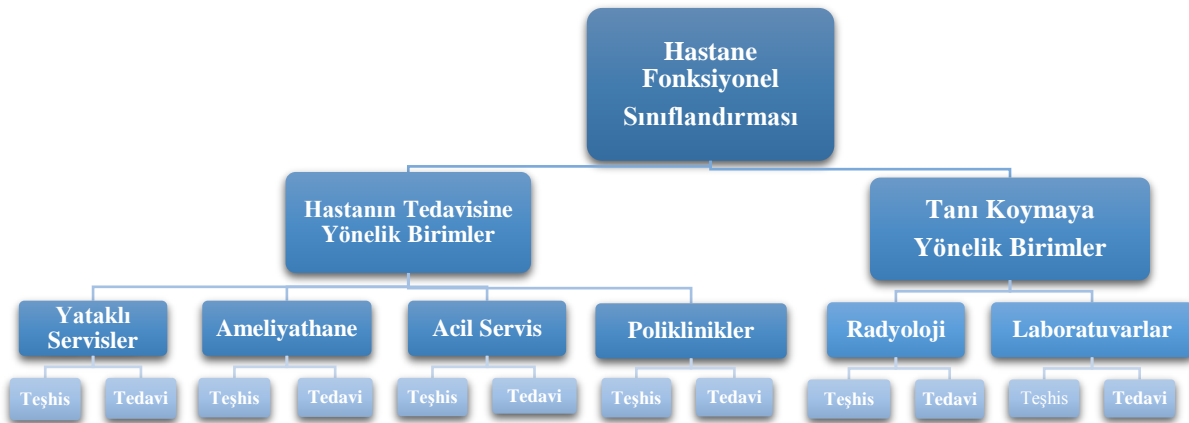 Hastane
Fonksiyonel
Sınıflandırması
Hastanın Tedavisine
Yönelik Birimler
Tanı Koymaya
Yönelik Birimler
Yataklı
Servisler
Ameliyathane
Acil Servis
Poliklinikler
Radyoloji
Laboratuvarlar
Teşhis
Tedavi
Teşhis
Tedavi
Teşhis
Tedavi
Teşhis
Tedavi
Teşhis
Tedavi
Teşhis
Tedavi